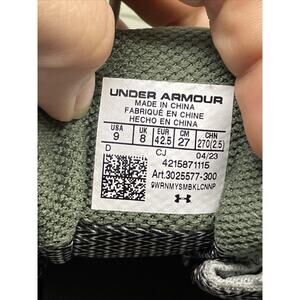 UNDER ARMOUR
MADE IN CHINA
FABRIQUÉ EN CHINE
HECHO EN CHINA
USA UK EUR CM CHN
9 8 42.5 27 270(2.5)
D CJ 04/23
4215871115
Art.3025577-300
9WRNMYSMBKLCNNP